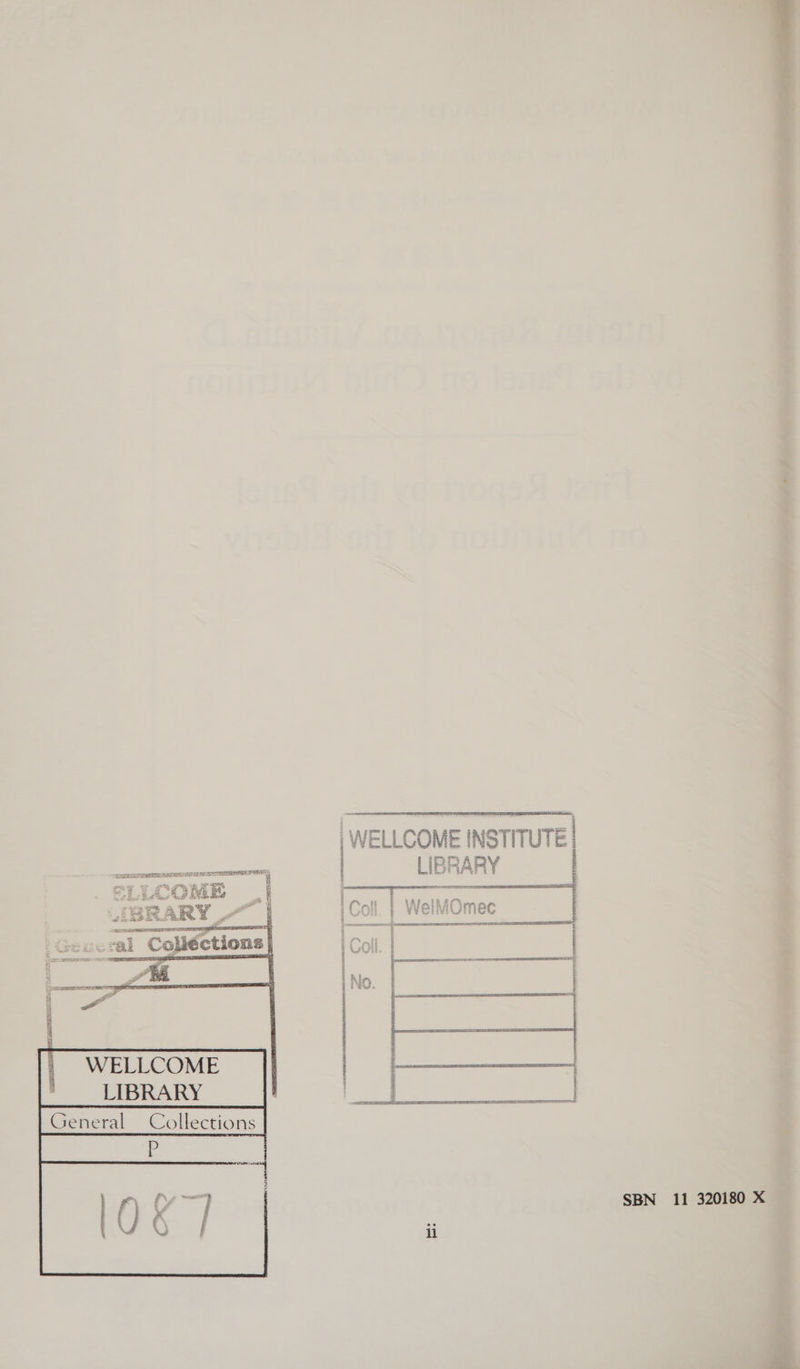 WELLCOME INSTITUTE
LIBRARY
Coll. WelMOmec
Coll.
No.
ELLCOME
LIBRARY
General Collections
M
WELLCOME
LIBRARY
General Collections
P
1087
SBN 11 320180 X
ii